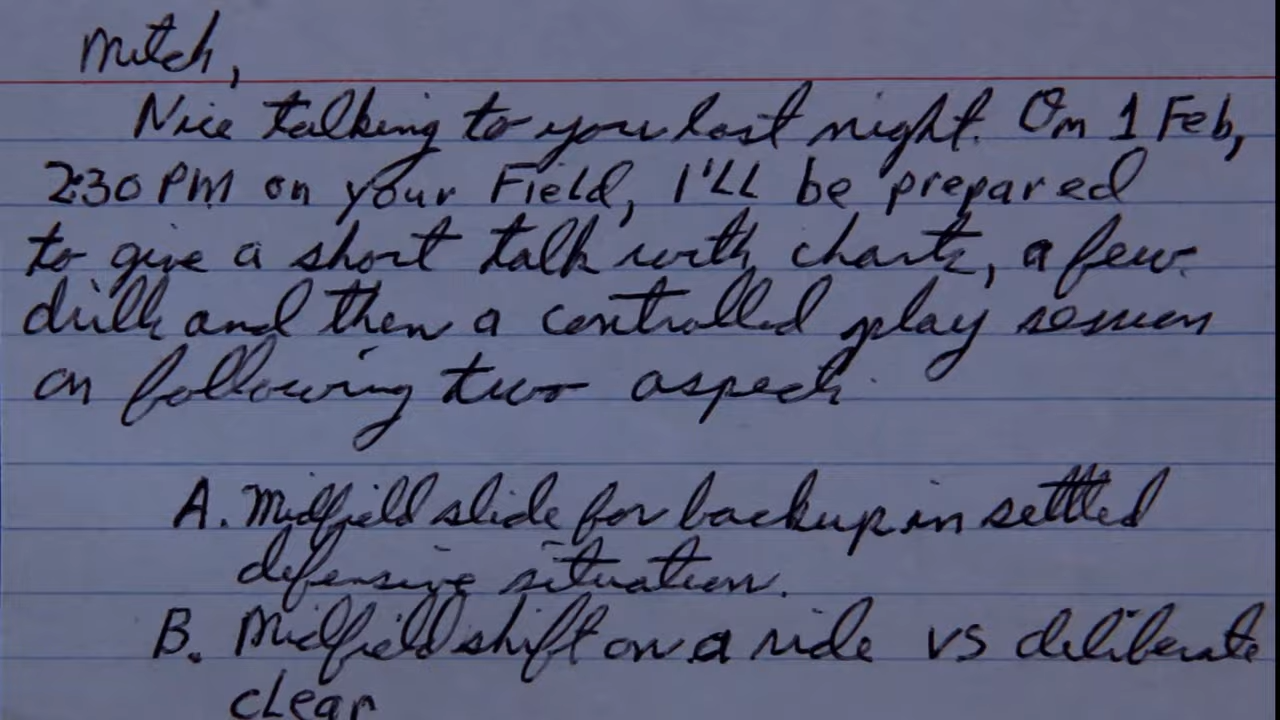 Mitch,
Nice talking to you last night. On 1 Feb,
2:30 PM on your Field, I'LL be prepared
to give a short talk with charts, a few
drills and then a controlled play session
on following two aspects.
A. Midfield slide for backup in settled
defensive situation.
B. Midfield shift on a ride vs deliberate
clear